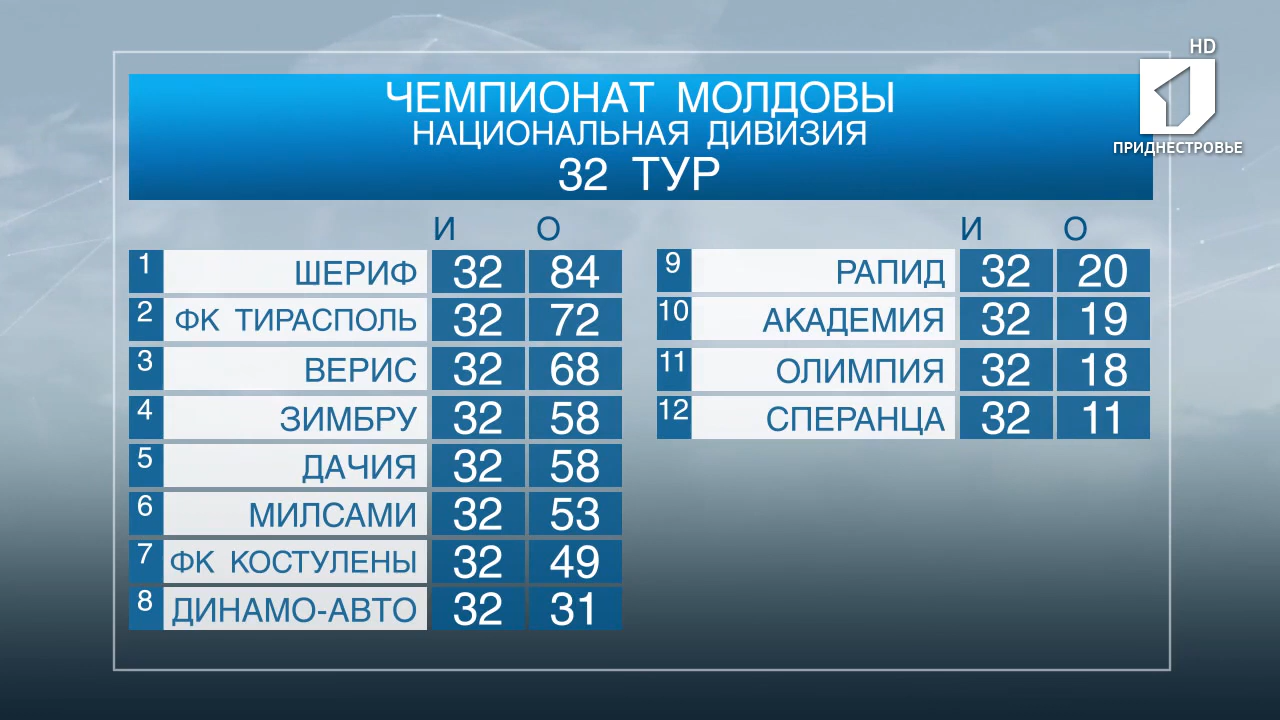 HD
ПРИДНЕСТРОВЬЕ
ЧЕМПИОНАТ МОЛДОВЫ
НАЦИОНАЛЬНАЯ ДИВИЗИЯ
32 ТУР
И О
1 ШЕРИФ 32 84
2 ФК ТИРАСПОЛЬ 32 72
3 ВЕРИС 32 68
4 ЗИМБРУ 32 58
5 ДАЧИЯ 32 58
6 МИЛСАМИ 32 53
7 ФК КОСТУЛЕНЫ 32 49
8 ДИНАМО-АВТО 32 31
И О
9 РАПИД 32 20
10 АКАДЕМИЯ 32 19
11 ОЛИМПИЯ 32 18
12 СПЕРАНЦА 32 11